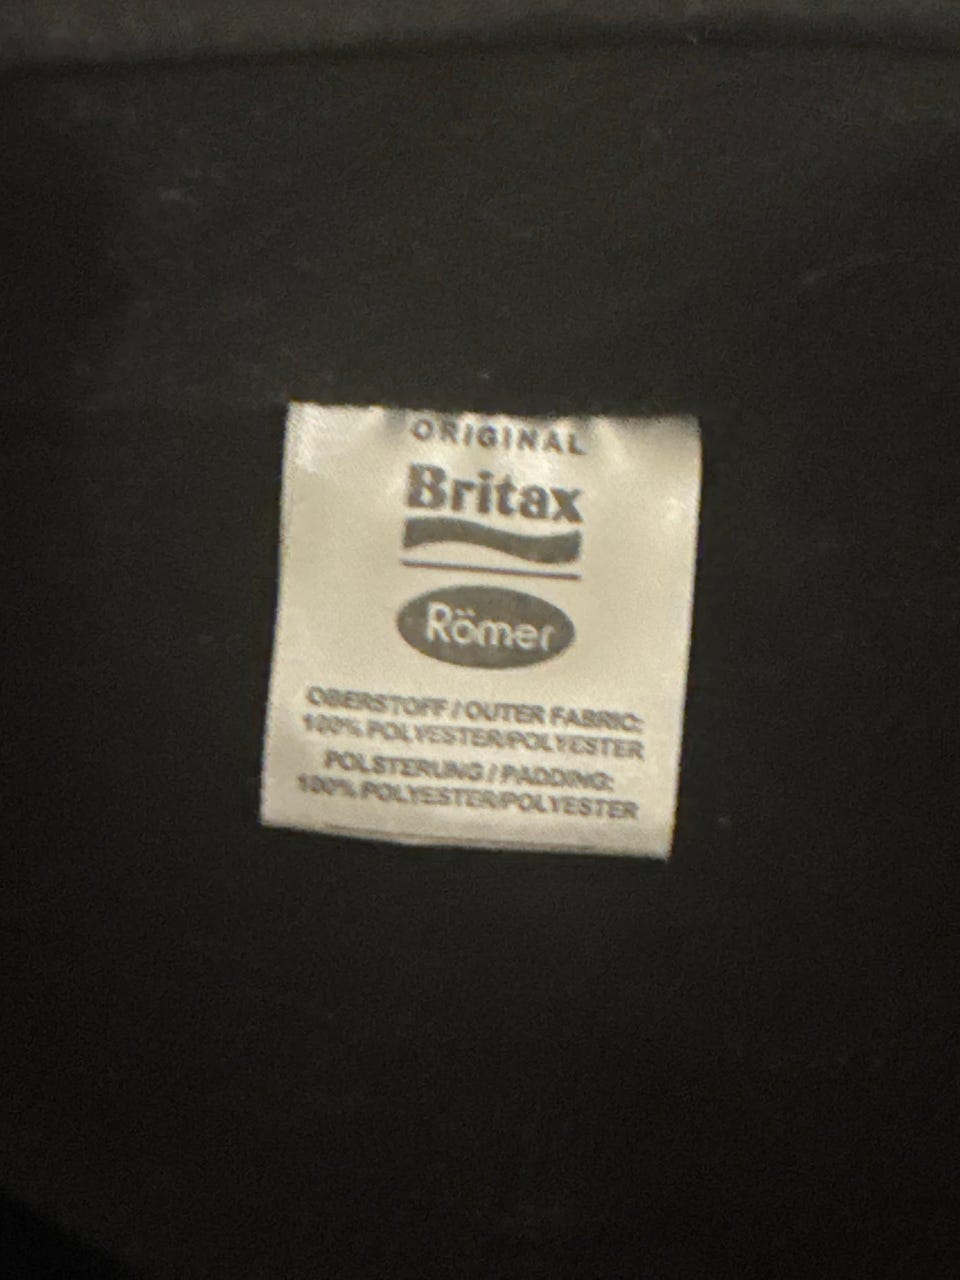 ORIGINAL
Britax
Römer
OBERSTOFF / OUTER FABRIC:
100% POLYESTER/POLYESTER
POLSTERUNG / PADDING:
100% POLYESTER/POLYESTER